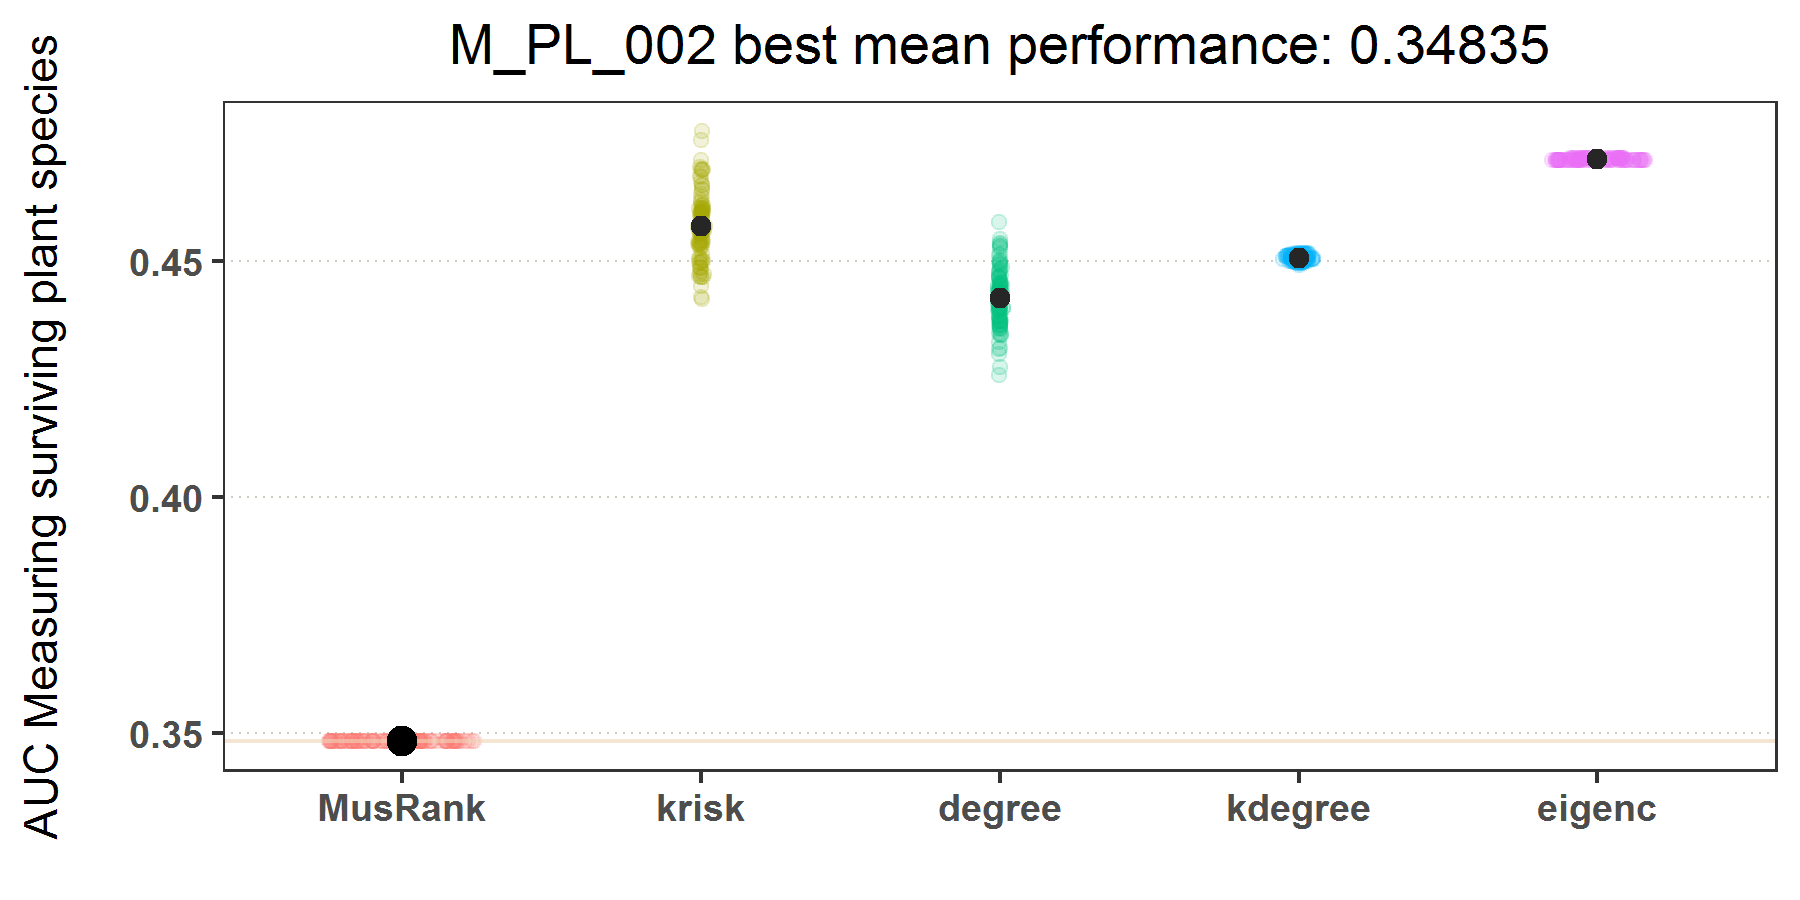 M_PL_002 best mean performance: 0.34835
AUC Measuring surviving plant species
0.45
0.40
0.35
MusRank krisk degree kdegree eigenc